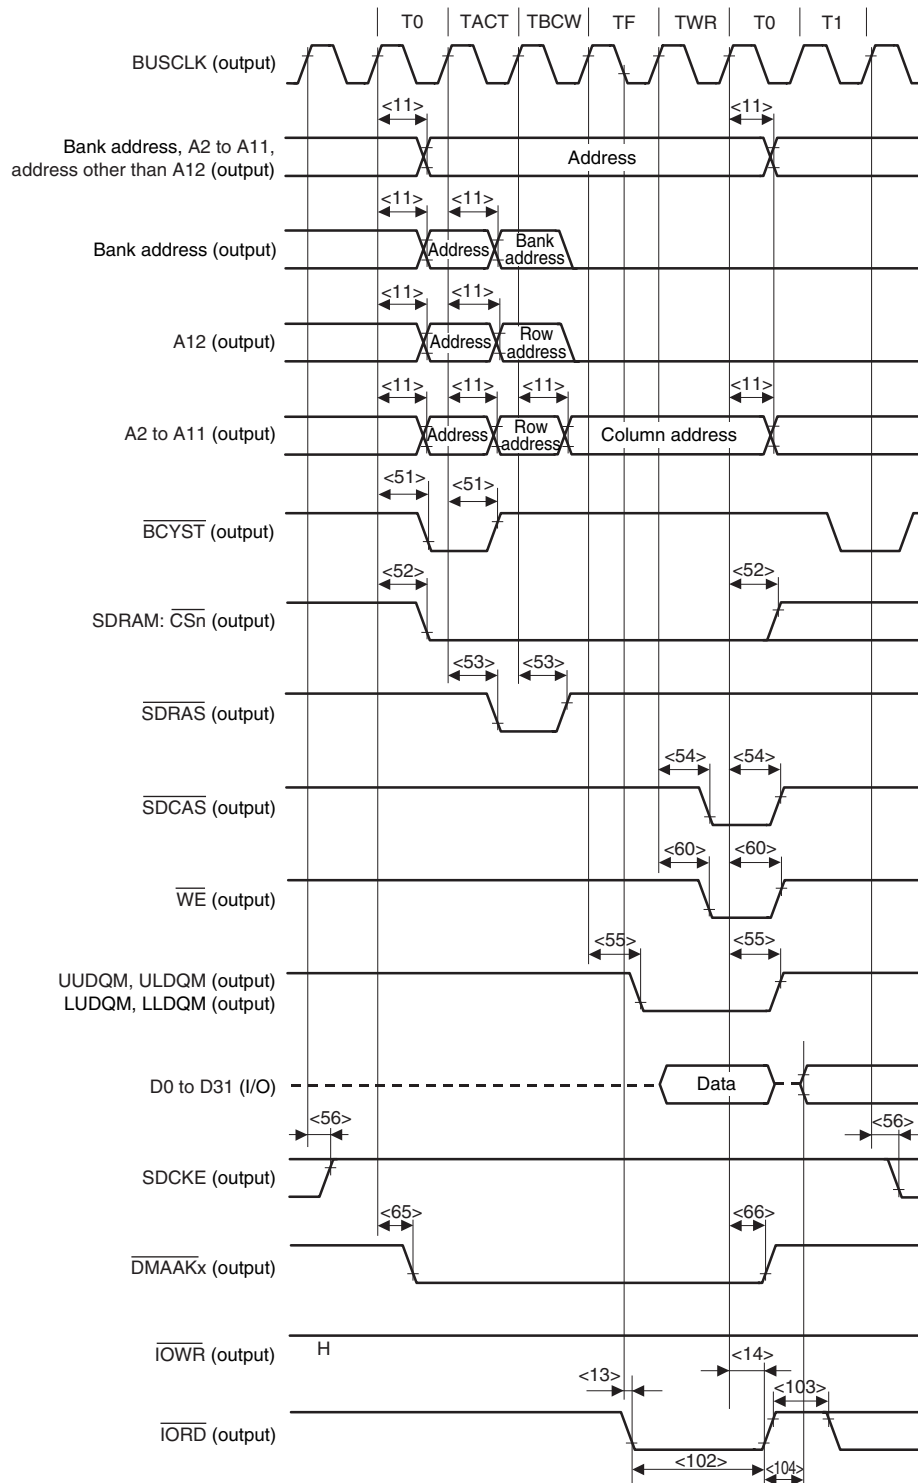 T0 TACT TBCW TF TWR T0 T1
BUSCLK (output)
<11> <11>
Bank address, A2 to A11,
address other than A12 (output)
Address
<11> <11>
Bank address (output)
Address
Bank
address
<11> <11>
A12 (output)
Address
Row
address
<11> <11> <11> <11>
A2 to A11 (output)
Address
Row
address
Column address
<51> <51>
BCYST (output)
<52> <52>
SDRAM: CSn (output)
<53> <53>
SDRAS (output)
<54> <54>
SDCAS (output)
<60> <60>
WE (output)
<55> <55>
UUDQM, ULDQM (output)
LUDQM, LLDQM (output)
D0 to D31 (I/O)
Data
<56> <56>
SDCKE (output)
<65> <66>
DMAAKx (output)
IOWR (output)
H
<13> <14> <103>
IORD (output)
<102> <104>